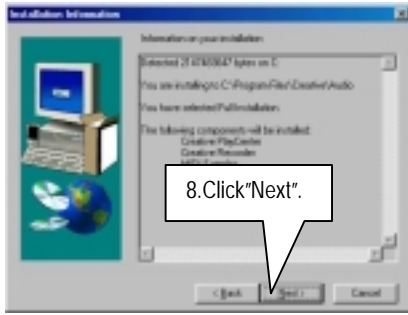 Installation Information
Information on your installation:
Detected 2147155047 bytes on C:
You are installing to C:\Program Files\Creative\Audio
You have selected Full Installation
The following components will be installed:
Creative PlayCenter
Creative Recorder
8.Click"Next".
< Back
Next >
Cancel